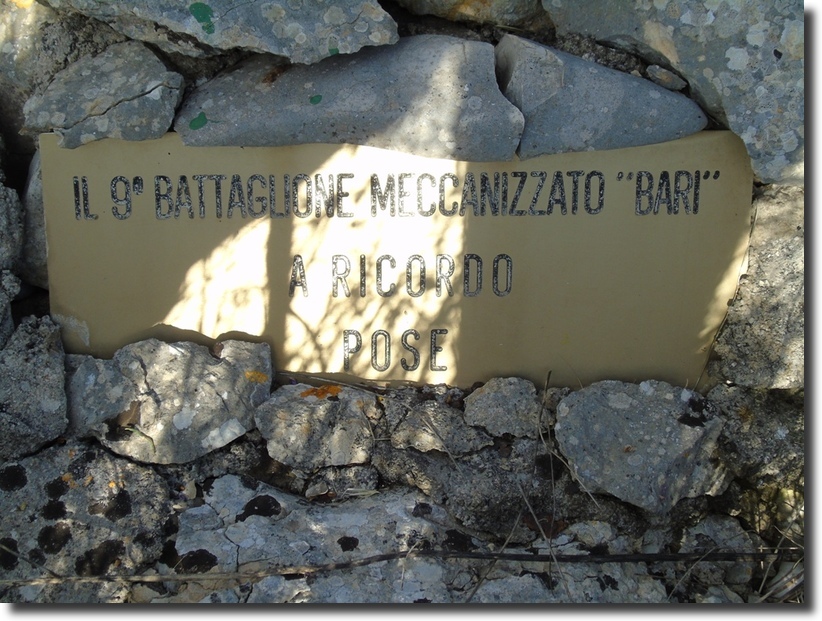 IL 9° BATTAGLIONE MECCANIZZATO "BARI"
A RICORDO
POSE